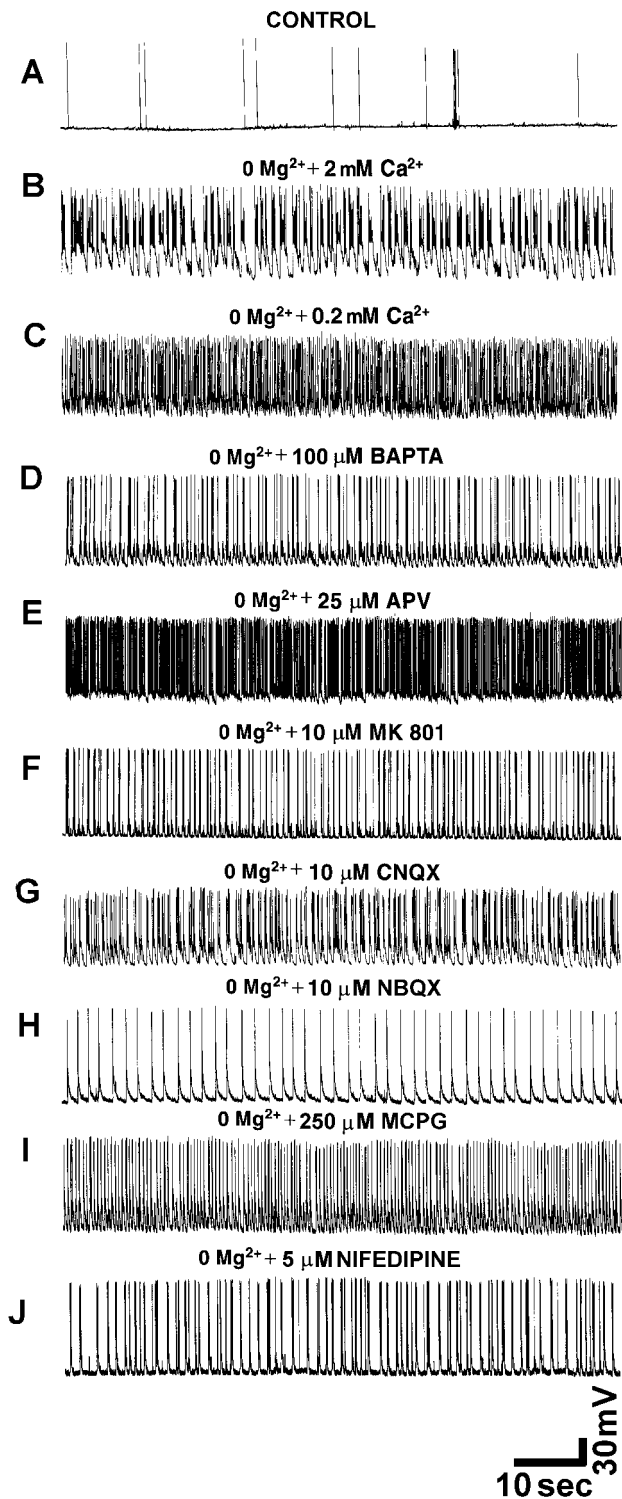 CONTROL
A
0 Mg²⁺ + 2 mM Ca²⁺
B
0 Mg²⁺ + 0.2 mM Ca²⁺
C
0 Mg²⁺ + 100 μM BAPTA
D
0 Mg²⁺ + 25 μM APV
E
0 Mg²⁺ + 10 μM MK 801
F
0 Mg²⁺ + 10 μM CNQX
G
0 Mg²⁺ + 10 μM NBQX
H
0 Mg²⁺ + 250 μM MCPG
I
0 Mg²⁺ + 5 μM NIFEDIPINE
J
30 mV
10 sec